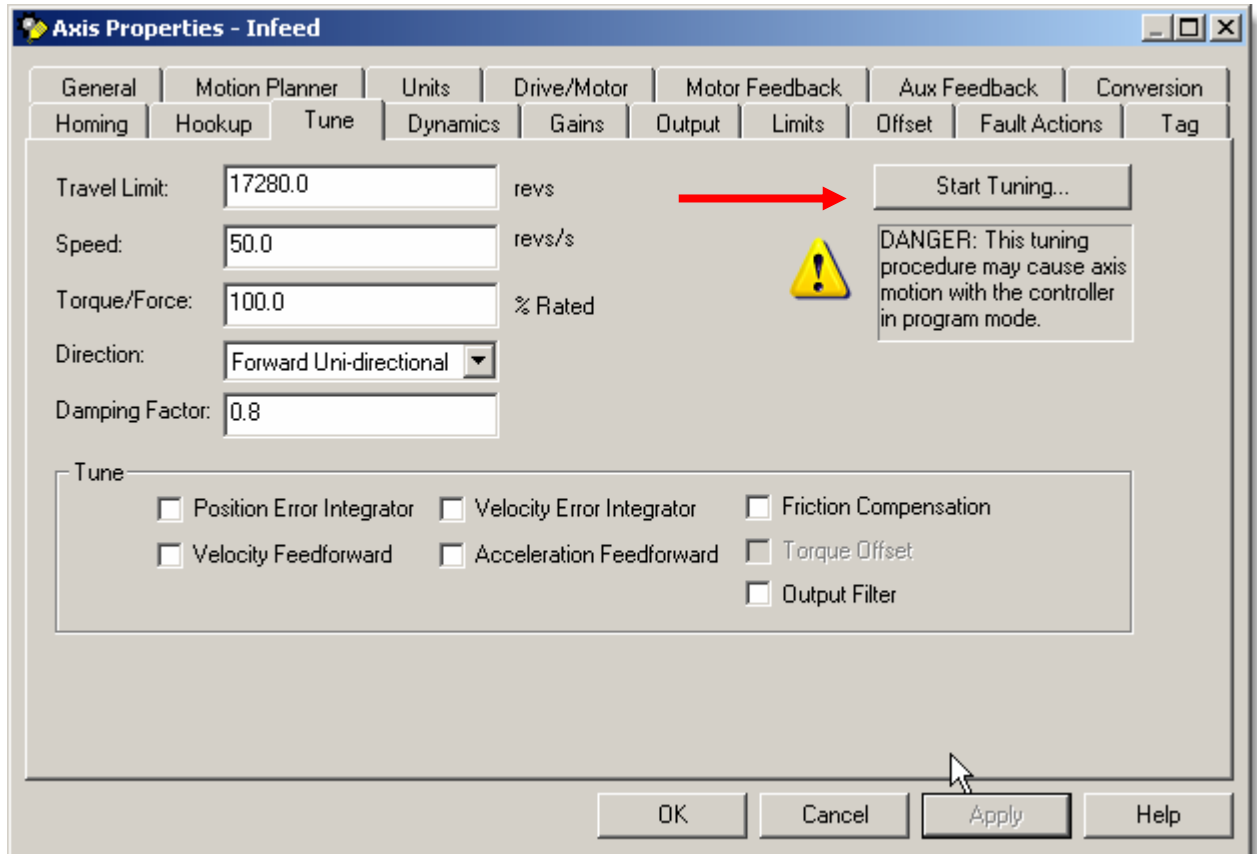 Axis Properties - Infeed
General Motion Planner Units Drive/Motor Motor Feedback Aux Feedback Conversion
Homing Hookup Tune Dynamics Gains Output Limits Offset Fault Actions Tag
Travel Limit: 17280.0 revs Start Tuning...
Speed: 50.0 revs/s
DANGER: This tuning
procedure may cause axis
motion with the controller
in program mode.
Torque/Force: 100.0 % Rated
Direction: Forward Uni-directional
Damping Factor: 0.8
Tune
Position Error Integrator Velocity Error Integrator Friction Compensation
Velocity Feedforward Acceleration Feedforward Torque Offset
Output Filter
OK Cancel Apply Help